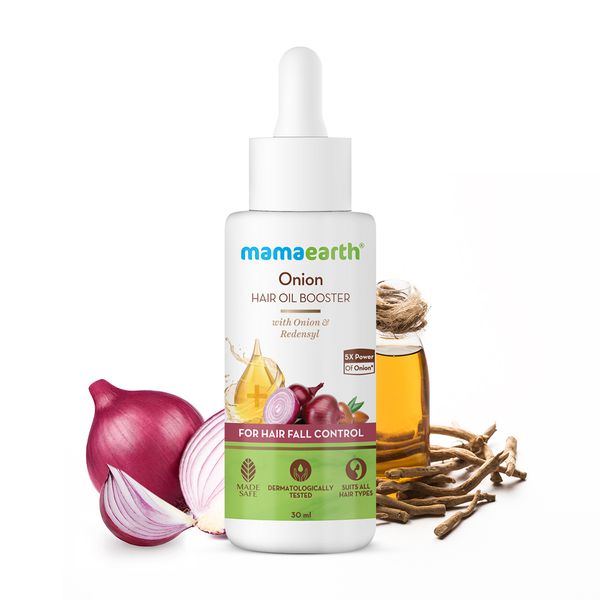 mamaearth®
Onion
HAIR OIL BOOSTER
with Onion &
Redensyl
5X Power
Of Onion*
FOR HAIR FALL CONTROL
MADE
SAFE
DERMATOLOGICALLY
TESTED
SUITS ALL
HAIR TYPES
30 ml